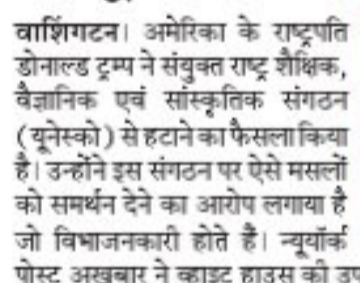 वाशिंगटन। अमेरिका के राष्ट्रपति
डोनाल्ड ट्रम्प ने संयुक्त राष्ट्र शैक्षिक,
वैज्ञानिक एवं सांस्कृतिक संगठन
(यूनेस्को) से हटाने का फैसला किया
है। उन्होंने इस संगठन पर ऐसे मसलों
को समर्थन देने का आरोप लगाया है
जो विभाजनकारी होते हैं। न्यूयॉर्क
पोस्ट अखबार ने व्हाइट हाउस की